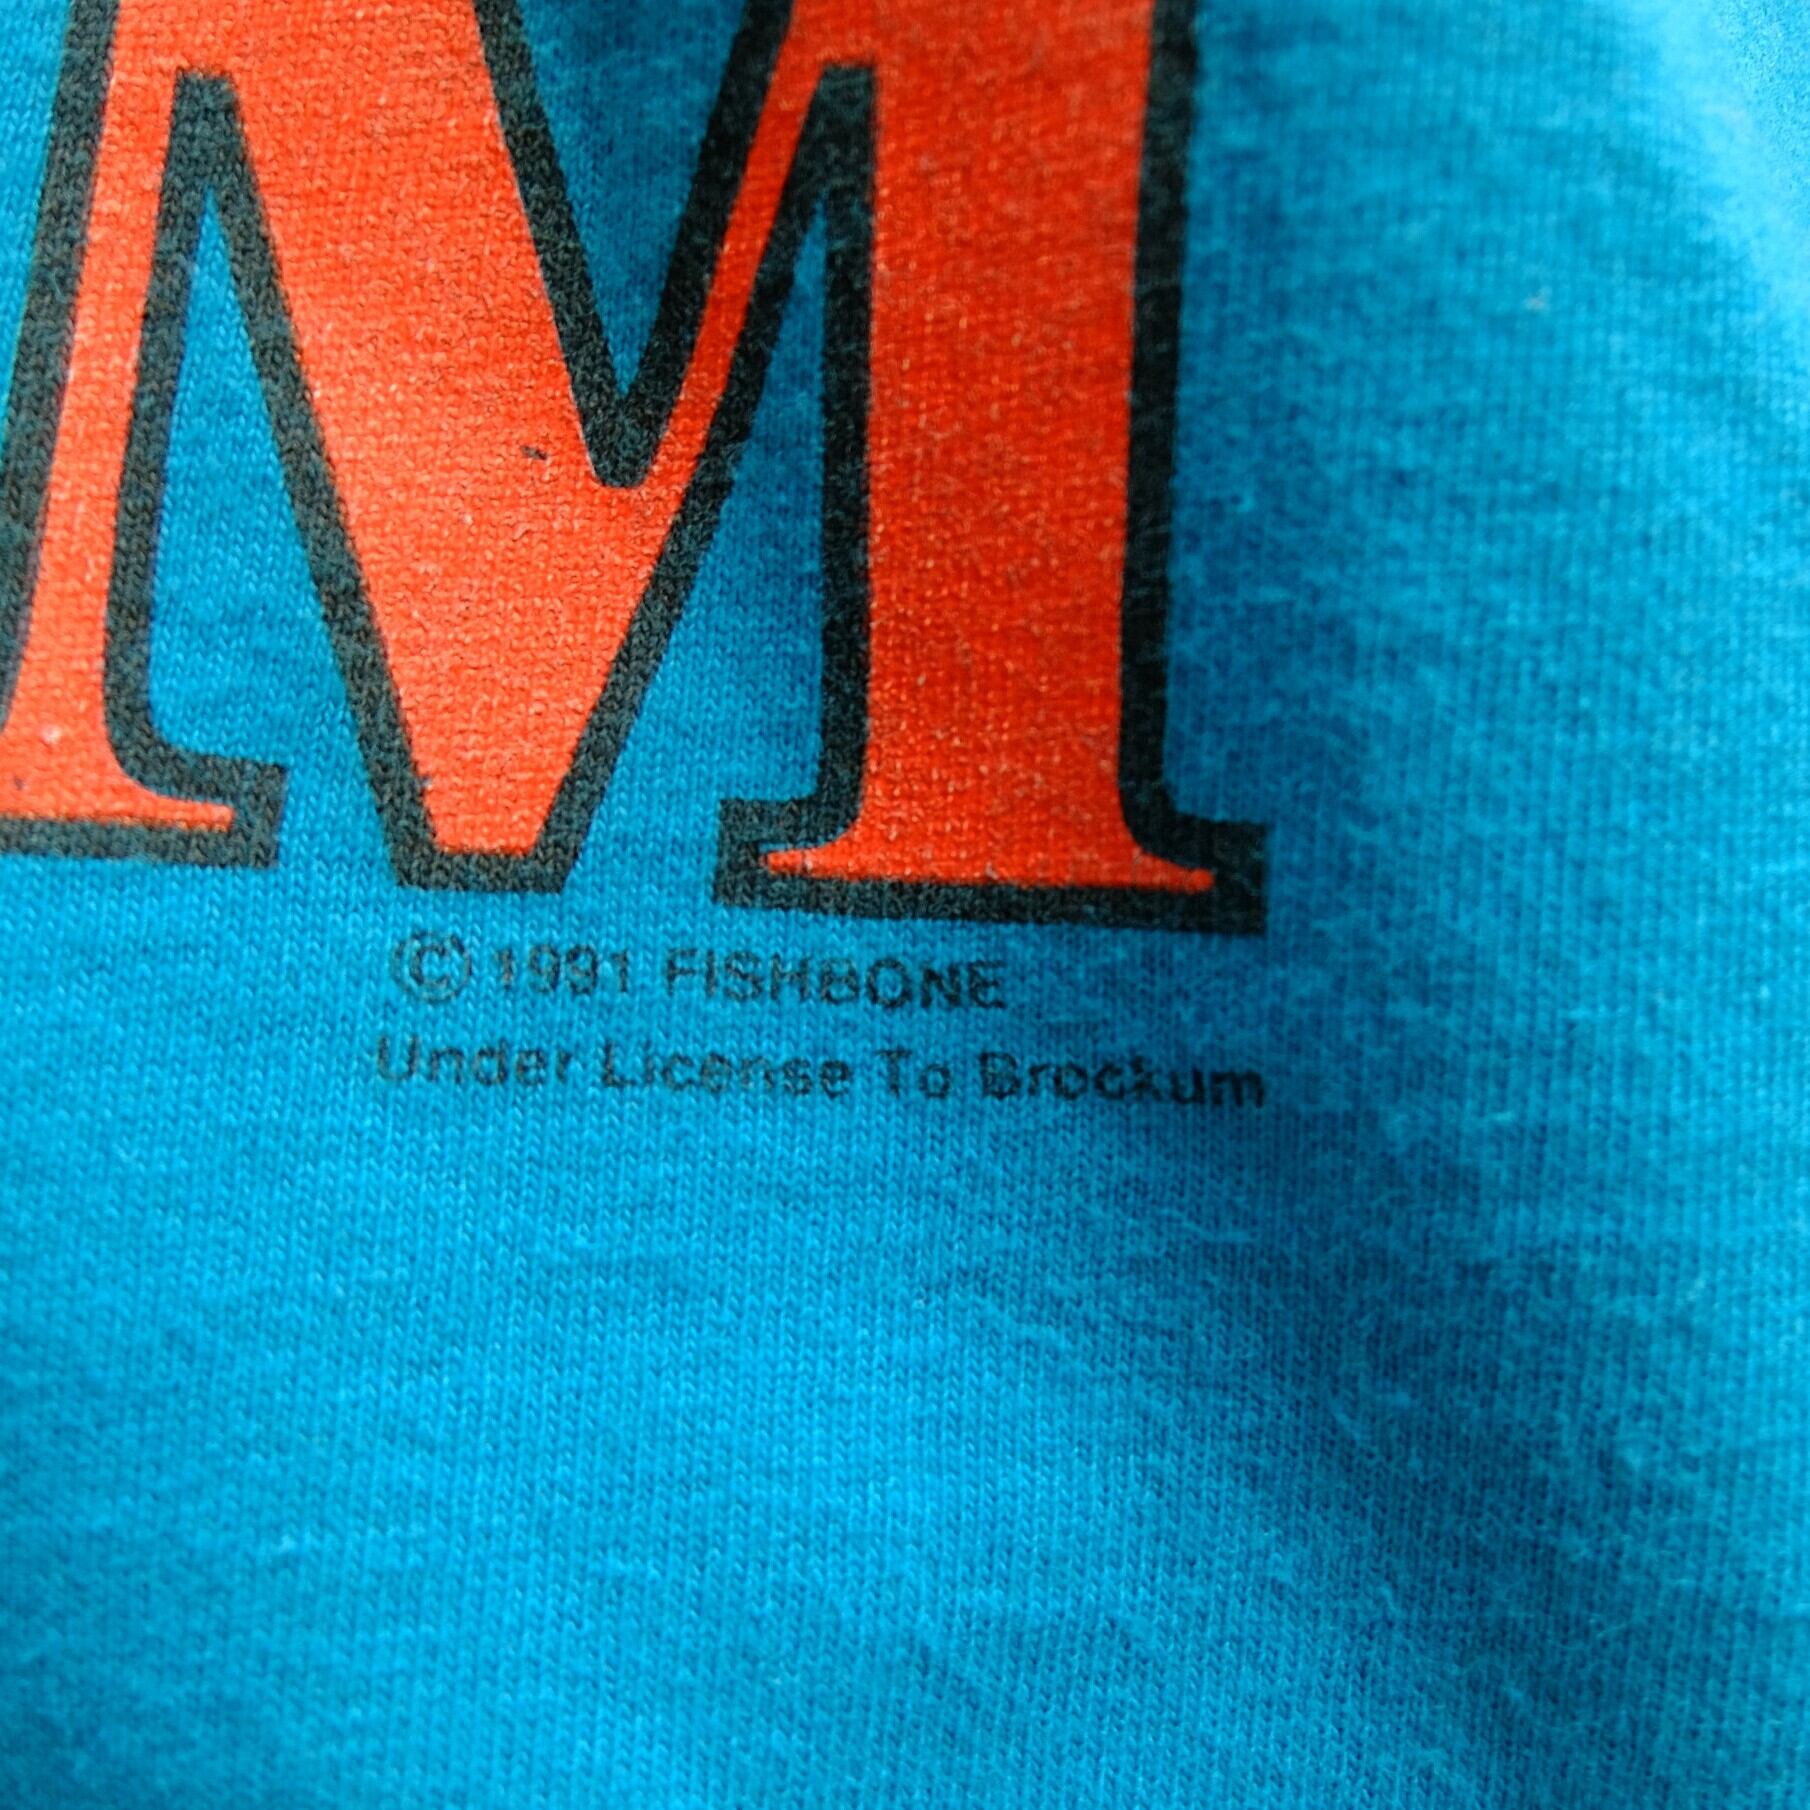 M
© 1991 FISHBONE
Under License To Brockum